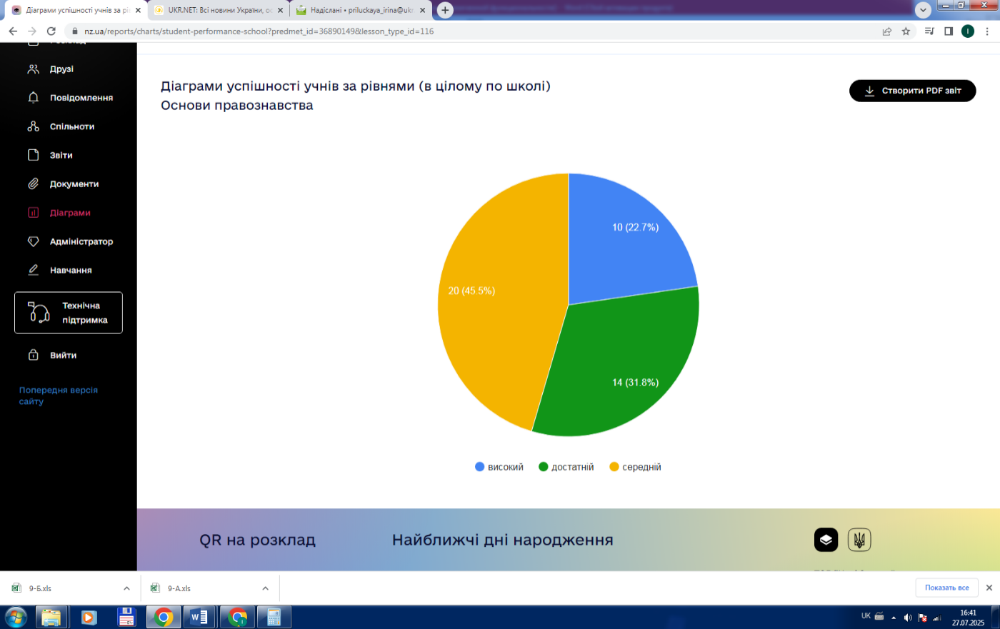 Діаграми успішності учнів за рі
UKR.NET: Всі новини України, ос
Надіслані • priluckaya_irina@ukr
nz.ua/reports/charts/student-performance-school?predmet_id=36890149&lesson_type_id=116
І
Друзі
Повідомлення
Спільноти
Звіти
Документи
Діаграми
Адміністратор
Навчання
Технічна
підтримка
Вийти
Попередня версія
сайту
Діаграми успішності учнів за рівнями (в цілому по школі)
Основи правознавства
Створити PDF звіт
10 (22.7%)
20 (45.5%)
14 (31.8%)
високий
достатній
середній
QR на розклад
Найближчі дні народження
9-Б.xls
9-А.xls
Показать все
UK
16:41
27.07.2025